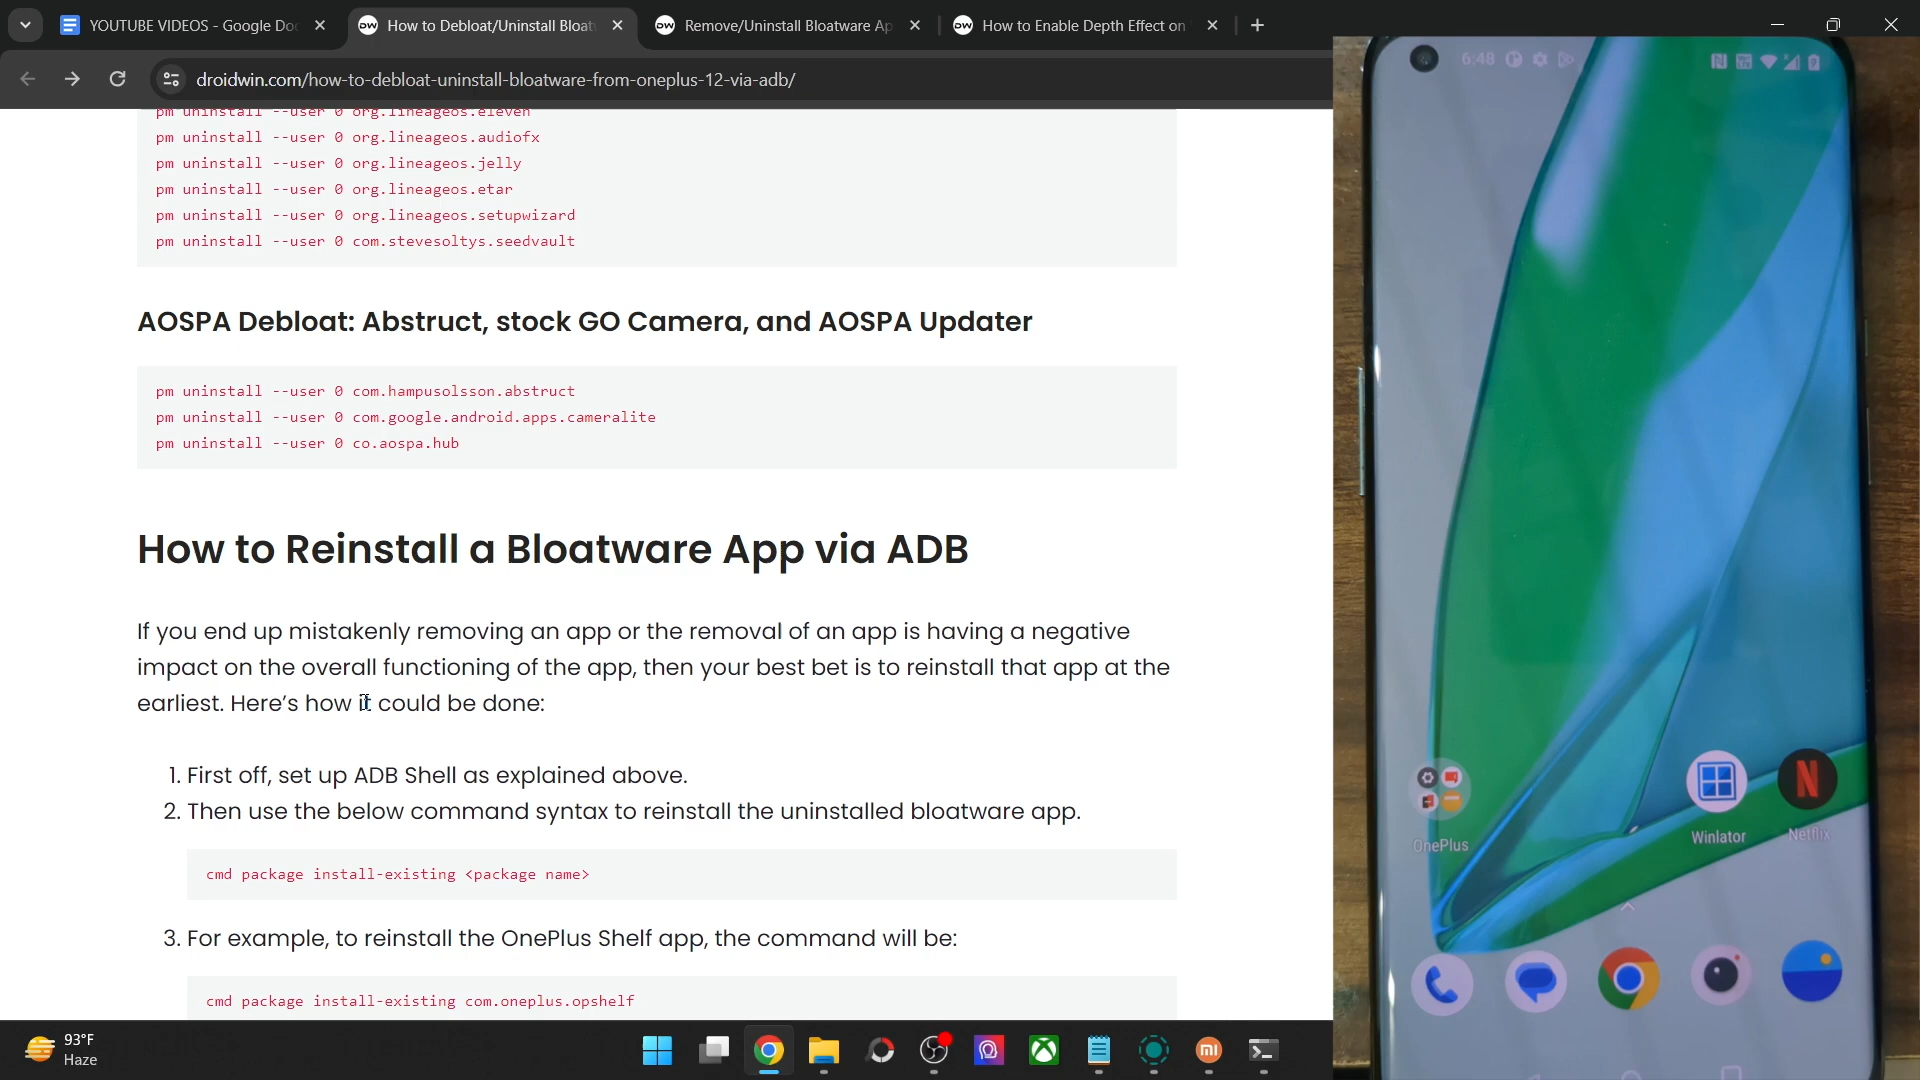 YOUTUBE VIDEOS - Google Do
How to Debloat/Uninstall Bloat
Remove/Uninstall Bloatware Ap
How to Enable Depth Effect on
droidwin.com/how-to-debloat-uninstall-bloatware-from-oneplus-12-via-adb/
pm uninstall --user 0 org.lineageos.eleven
pm uninstall --user 0 org.lineageos.audiofx
pm uninstall --user 0 org.lineageos.jelly
pm uninstall --user 0 org.lineageos.etar
pm uninstall --user 0 org.lineageos.setupwizard
pm uninstall --user 0 com.stevesoltys.seedvault
AOSPA Debloat: Abstruct, stock GO Camera, and AOSPA Updater
pm uninstall --user 0 com.hampusolsson.abstruct
pm uninstall --user 0 com.google.android.apps.cameralite
pm uninstall --user 0 co.aospa.hub
How to Reinstall a Bloatware App via ADB
If you end up mistakenly removing an app or the removal of an app is having a negative
impact on the overall functioning of the app, then your best bet is to reinstall that app at the
earliest. Here’s how it could be done:
1. First off, set up ADB Shell as explained above.
2. Then use the below command syntax to reinstall the uninstalled bloatware app.
cmd package install-existing <package name>
3. For example, to reinstall the OnePlus Shelf app, the command will be:
cmd package install-existing com.oneplus.opshelf
93°F
Haze
6:48
OnePlus
Winlator
Netflix